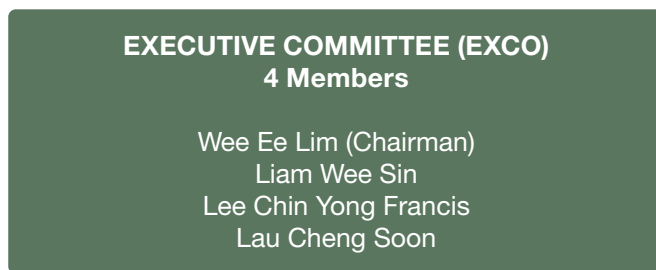 EXECUTIVE COMMITTEE (EXCO)
4 Members
Wee Ee Lim (Chairman)
Liam Wee Sin
Lee Chin Yong Francis
Lau Cheng Soon